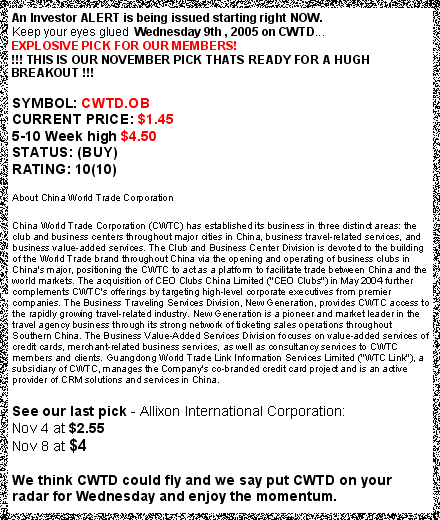 An Investor ALERT is being issued starting right NOW.
Keep your eyes glued Wednesday 9th, 2005 on CWTD...
EXPLOSIVE PICK FOR OUR MEMBERS!
!!! THIS IS OUR NOVEMBER PICK THATS READY FOR A HUGH
BREAKOUT !!!
SYMBOL: CWTD.OB
CURRENT PRICE: $1.45
5-10 Week high $4.50
STATUS: (BUY)
RATING: 10(10)
About China World Trade Corporation
China World Trade Corporation (CWTC) has established its business in three distinct areas: the
club and business centers throughout major cities in China, business travel-related services, and
business value-added services. The Club and Business Center Division is devoted to the building
of the World Trade brand throughout China via the opening and operating of business clubs in
China's major, positioning the CWTC to act as a platform to facilitate trade between China and the
world markets. The acquisition of CEO Clubs China Limited ("CEO Clubs") in May 2004 further
complements CWTC's offerings by targeting high-level corporate executives from premier
companies. The Business Traveling Services Division, New Generation, provides CWTC access to
the rapidly growing travel-related industry. New Generation is a pioneer and market leader in the
travel agency business through its strong network of ticketing sales operations throughout
Southern China. The Business Value-Added Services Division focuses on value-added services of
credit cards, merchant-related business services, as well as consultancy services to CWTC
members and clients. Guangdong World Trade Link Information Services Limited ("WTC Link"), a
subsidiary of CWTC, manages the Company's co-branded credit card project and is an active
provider of CRM solutions and services in China.
See our last pick - Allixon International Corporation:
Nov 4 at $2.55
Nov 8 at $4
We think CWTD could fly and we say put CWTD on your
radar for Wednesday and enjoy the momentum.